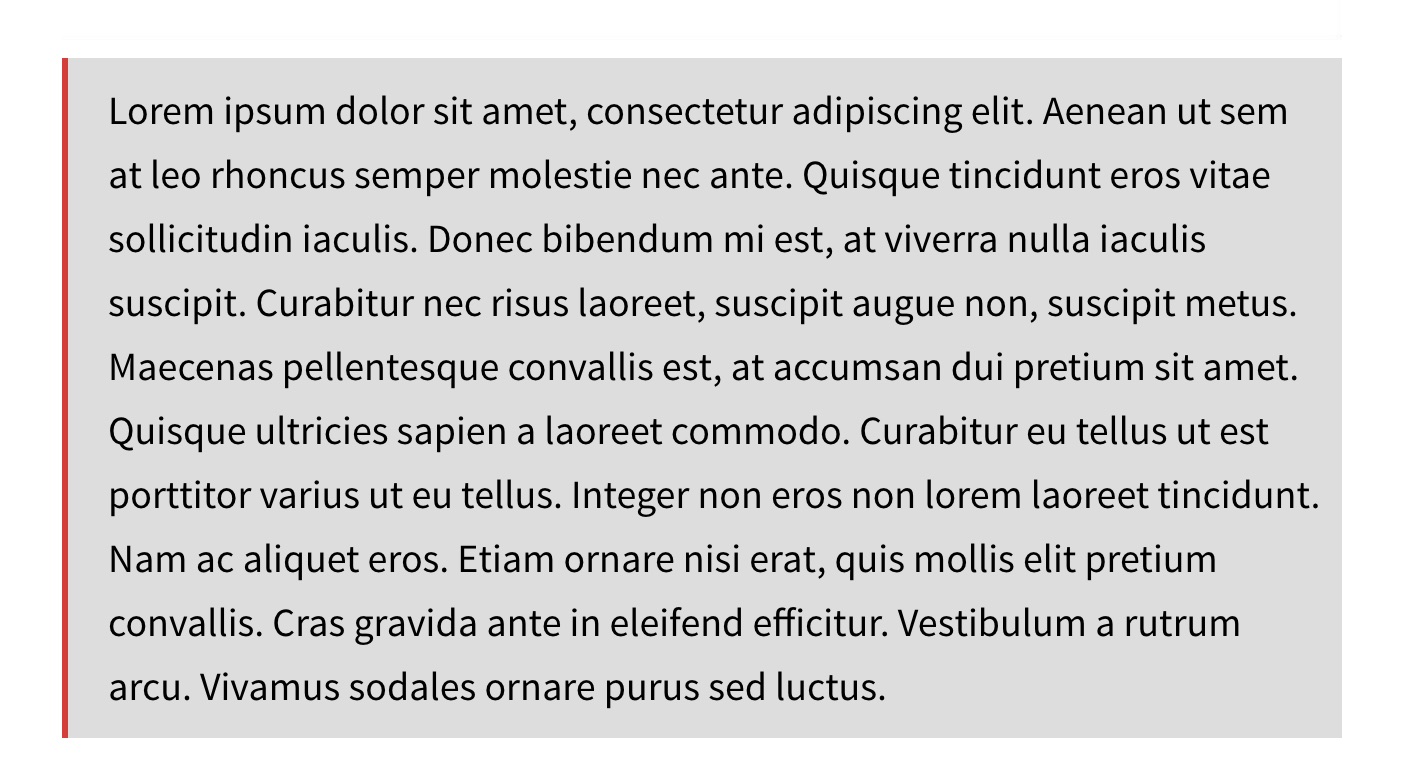 Lorem ipsum dolor sit amet, consectetur adipiscing elit. Aenean ut sem
at leo rhoncus semper molestie nec ante. Quisque tincidunt eros vitae
sollicitudin iaculis. Donec bibendum mi est, at viverra nulla iaculis
suscipit. Curabitur nec risus laoreet, suscipit augue non, suscipit metus.
Maecenas pellentesque convallis est, at accumsan dui pretium sit amet.
Quisque ultricies sapien a laoreet commodo. Curabitur eu tellus ut est
porttitor varius ut eu tellus. Integer non eros non lorem laoreet tincidunt.
Nam ac aliquet eros. Etiam ornare nisi erat, quis mollis elit pretium
convallis. Cras gravida ante in eleifend efficitur. Vestibulum a rutrum
arcu. Vivamus sodales ornare purus sed luctus.